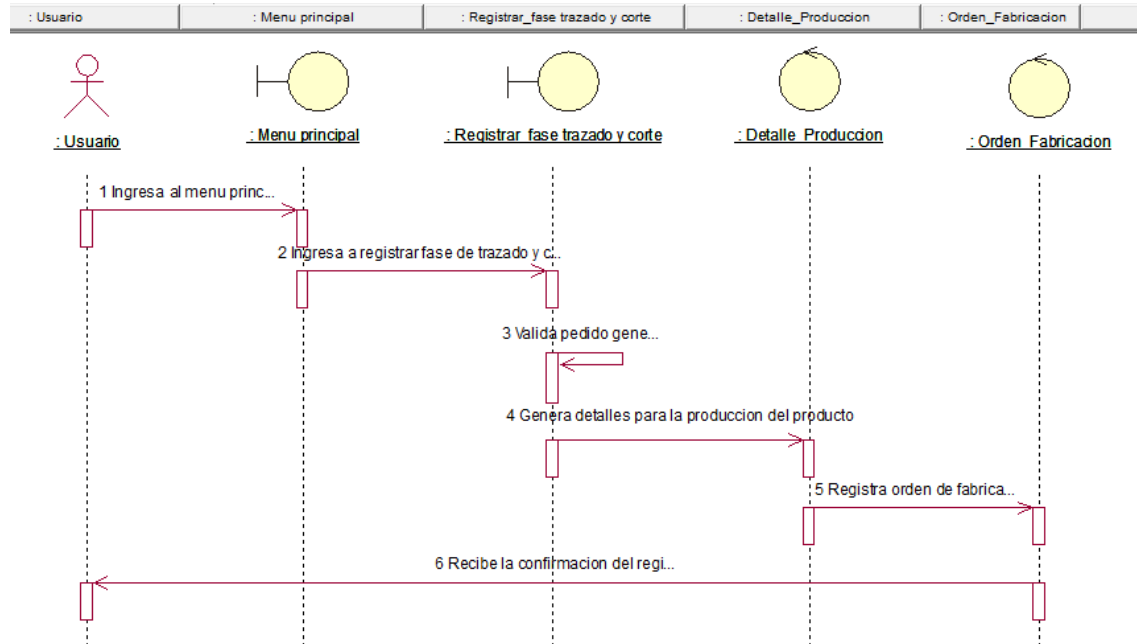 : Usuario
: Menu principal
: Registrar_fase trazado y corte
: Detalle_Produccion
: Orden_Fabricacion
: Usuario
: Menu principal
: Registrar_fase trazado y corte
: Detalle_Produccion
: Orden_Fabricacion
1 Ingresa al menu princ...
2 Ingresa a registrar fase de trazado y c...
3 Valida pedido gene...
4 Genera detalles para la produccion del producto
5 Registra orden de fabrica...
6 Recibe la confirmacion del regi...